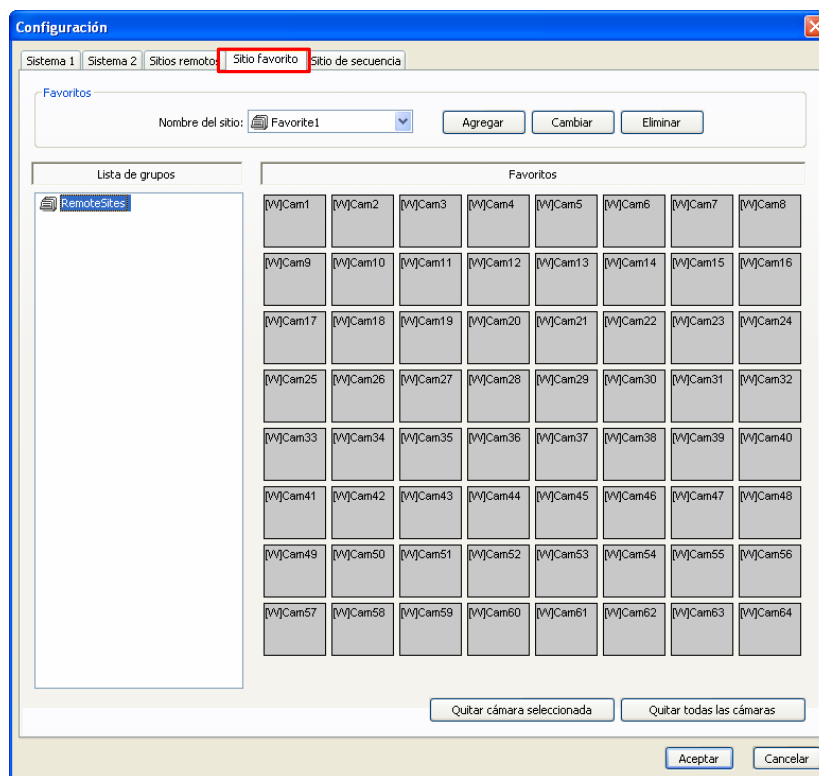 Configuración
Sistema 1 Sistema 2 Sitios remotos Sitio favorito Sitio de secuencia
Favoritos
Nombre del sitio: Favorite1 Agregar Cambiar Eliminar
Lista de grupos Favoritos
RemoteSites
[W]Cam1 [W]Cam2 [W]Cam3 [W]Cam4 [W]Cam5 [W]Cam6 [W]Cam7 [W]Cam8
[W]Cam9 [W]Cam10 [W]Cam11 [W]Cam12 [W]Cam13 [W]Cam14 [W]Cam15 [W]Cam16
[W]Cam17 [W]Cam18 [W]Cam19 [W]Cam20 [W]Cam21 [W]Cam22 [W]Cam23 [W]Cam24
[W]Cam25 [W]Cam26 [W]Cam27 [W]Cam28 [W]Cam29 [W]Cam30 [W]Cam31 [W]Cam32
[W]Cam33 [W]Cam34 [W]Cam35 [W]Cam36 [W]Cam37 [W]Cam38 [W]Cam39 [W]Cam40
[W]Cam41 [W]Cam42 [W]Cam43 [W]Cam44 [W]Cam45 [W]Cam46 [W]Cam47 [W]Cam48
[W]Cam49 [W]Cam50 [W]Cam51 [W]Cam52 [W]Cam53 [W]Cam54 [W]Cam55 [W]Cam56
[W]Cam57 [W]Cam58 [W]Cam59 [W]Cam60 [W]Cam61 [W]Cam62 [W]Cam63 [W]Cam64
Quitar cámara seleccionada Quitar todas las cámaras
Aceptar Cancelar